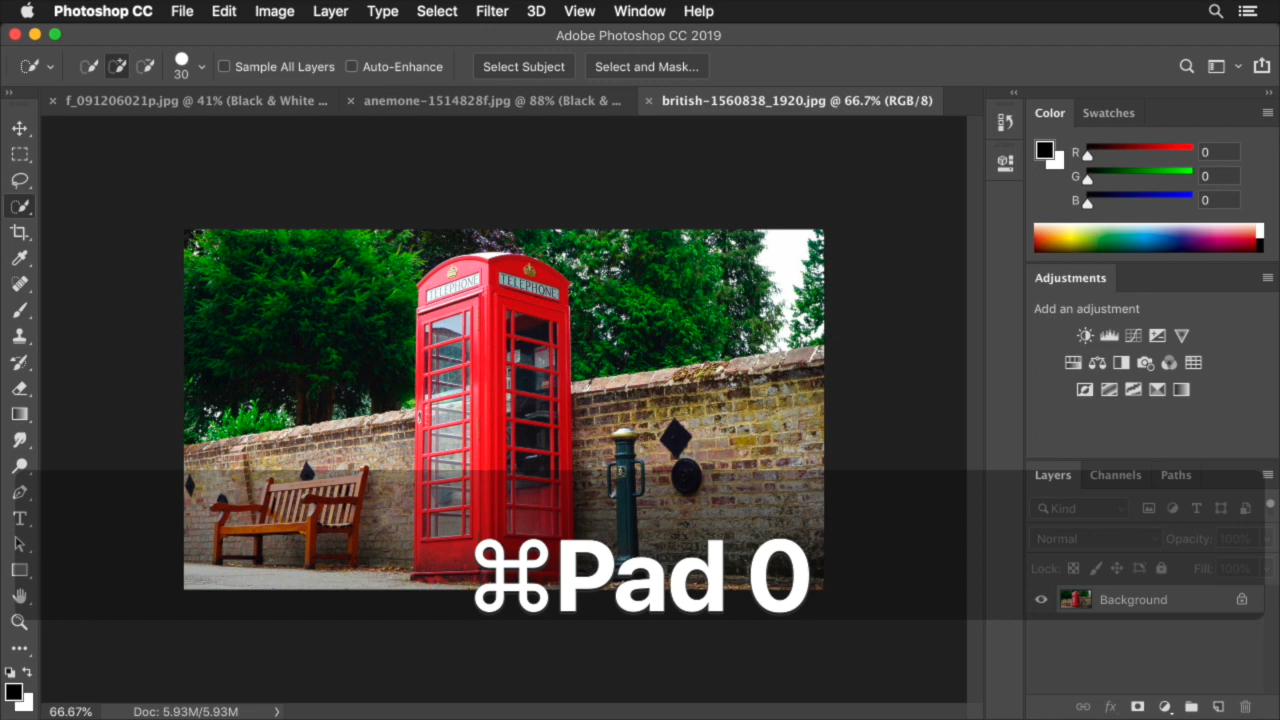 Photoshop CC File Edit Image Layer Type Select Filter 3D View Window Help
Adobe Photoshop CC 2019
30 Sample All Layers Auto-Enhance Select Subject Select and Mask...
× f_091206021p.jpg @ 41% (Black & White ... × anemone-1514828f.jpg @ 88% (Black & ... × british-1560838_1920.jpg @ 66.7% (RGB/8)
Color Swatches
R 0
G 0
B 0
TELEPHONE TELEPHONE
Adjustments
Add an adjustment
Layers Channels Paths
Kind
Normal Opacity: 100%
Lock: Fill: 100%
⌘Pad 0
Background
66.67% Doc: 5.93M/5.93M